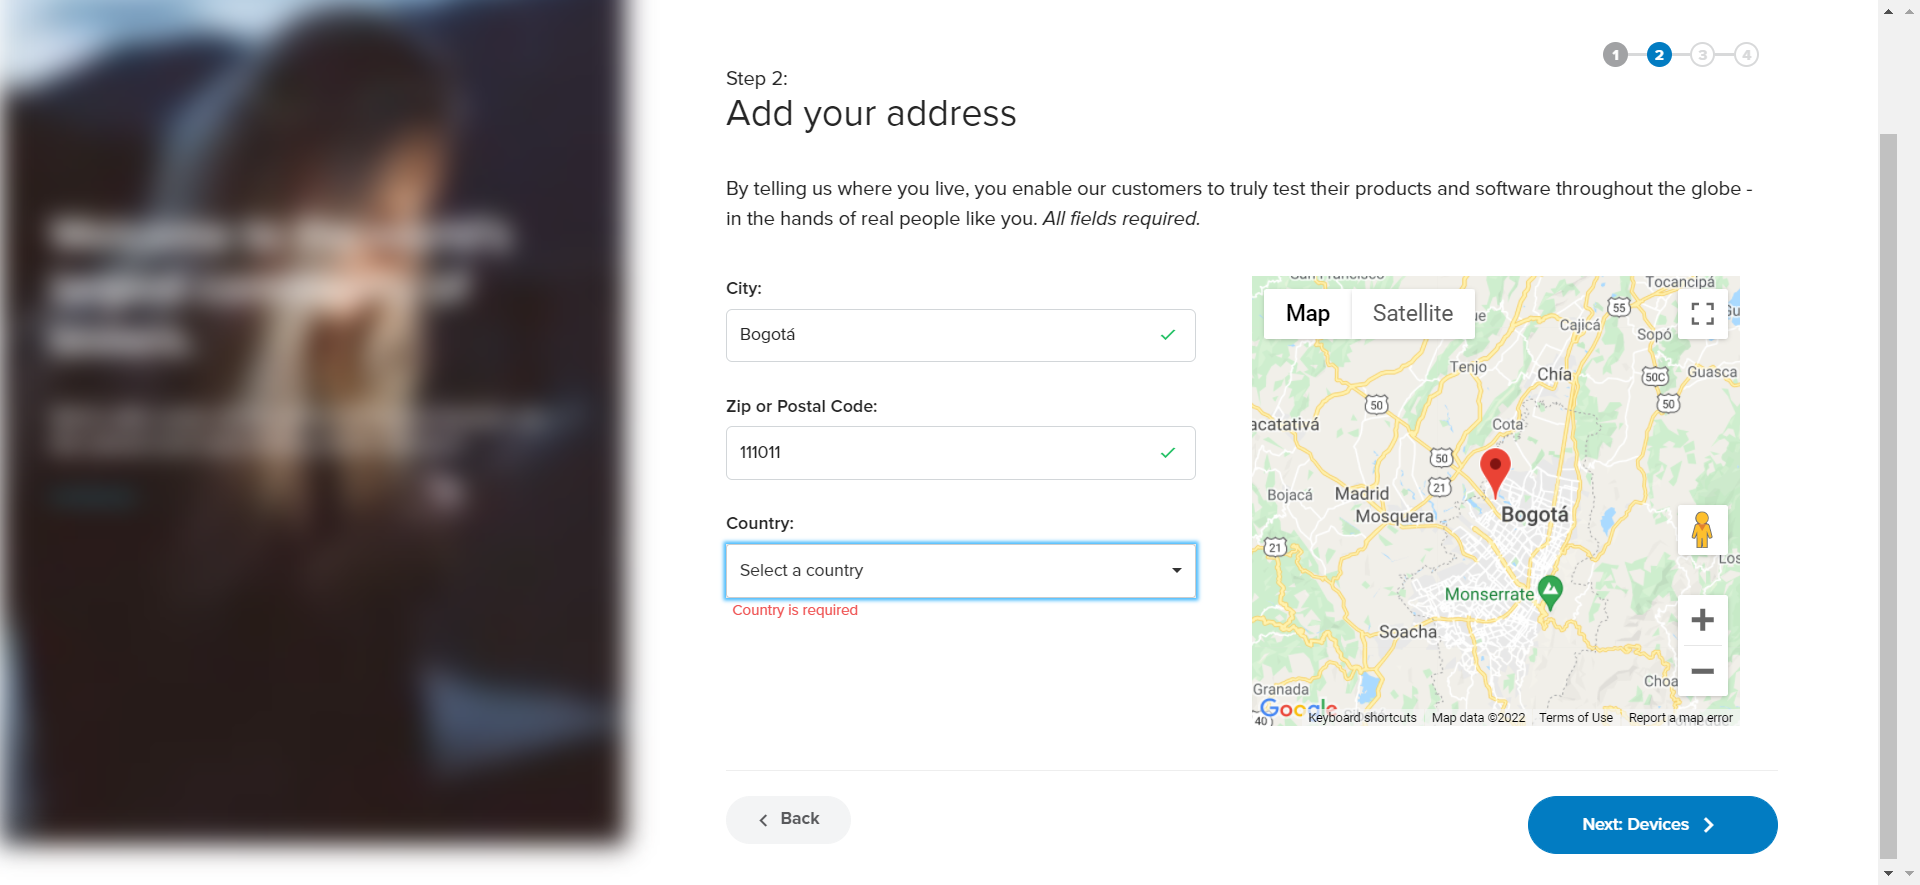 1 2 3 4
Step 2:
Add your address
By telling us where you live, you enable our customers to truly test their products and software throughout the globe -
in the hands of real people like you. All fields required.
City:
Bogotá
Zip or Postal Code:
111011
Country:
Select a country
Country is required
Map
Satellite
Tocancipá
55
Cajicá
Sopó
Tenjo
Chía
50C
Guasca
50
50
acatativá
Cota
50
21
Bojacá
Madrid
Mosquera
Bogotá
21
Los
Monserrate
Soacha
Choa
Granada
40
Google
Keyboard shortcuts
Map data ©2022
Terms of Use
Report a map error
Back
Next: Devices